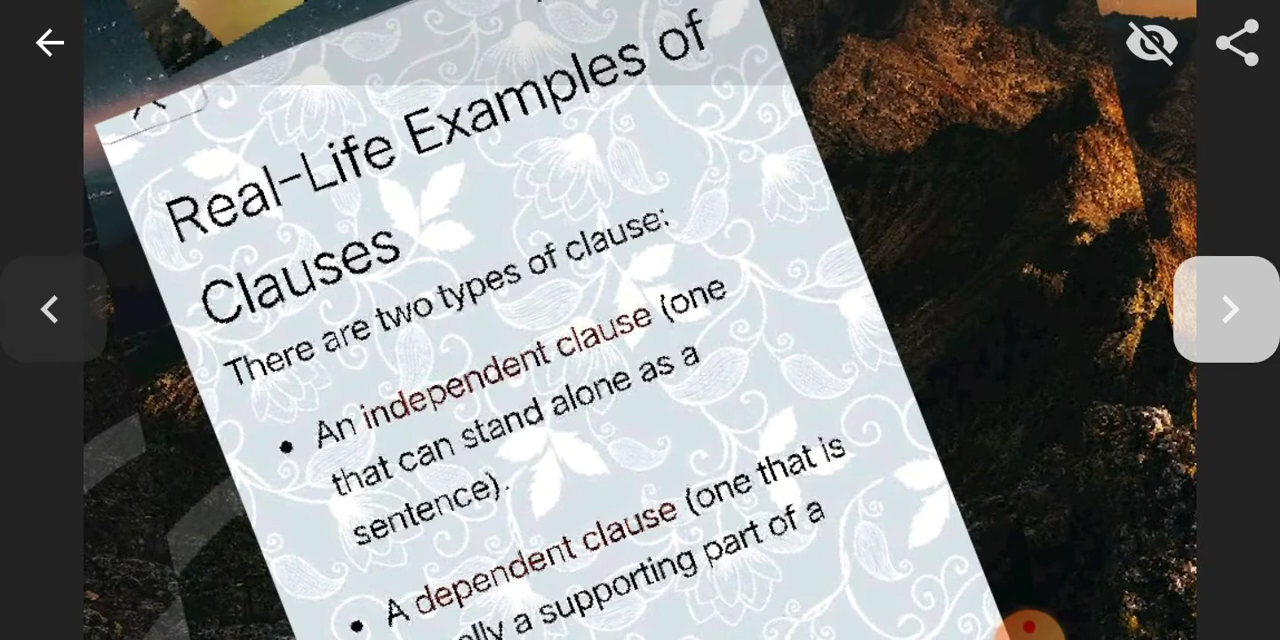 Real-Life Examples of
Clauses
There are two types of clause:
• An independent clause (one
that can stand alone as a
sentence).
• A dependent clause (one that is
a supporting part of a